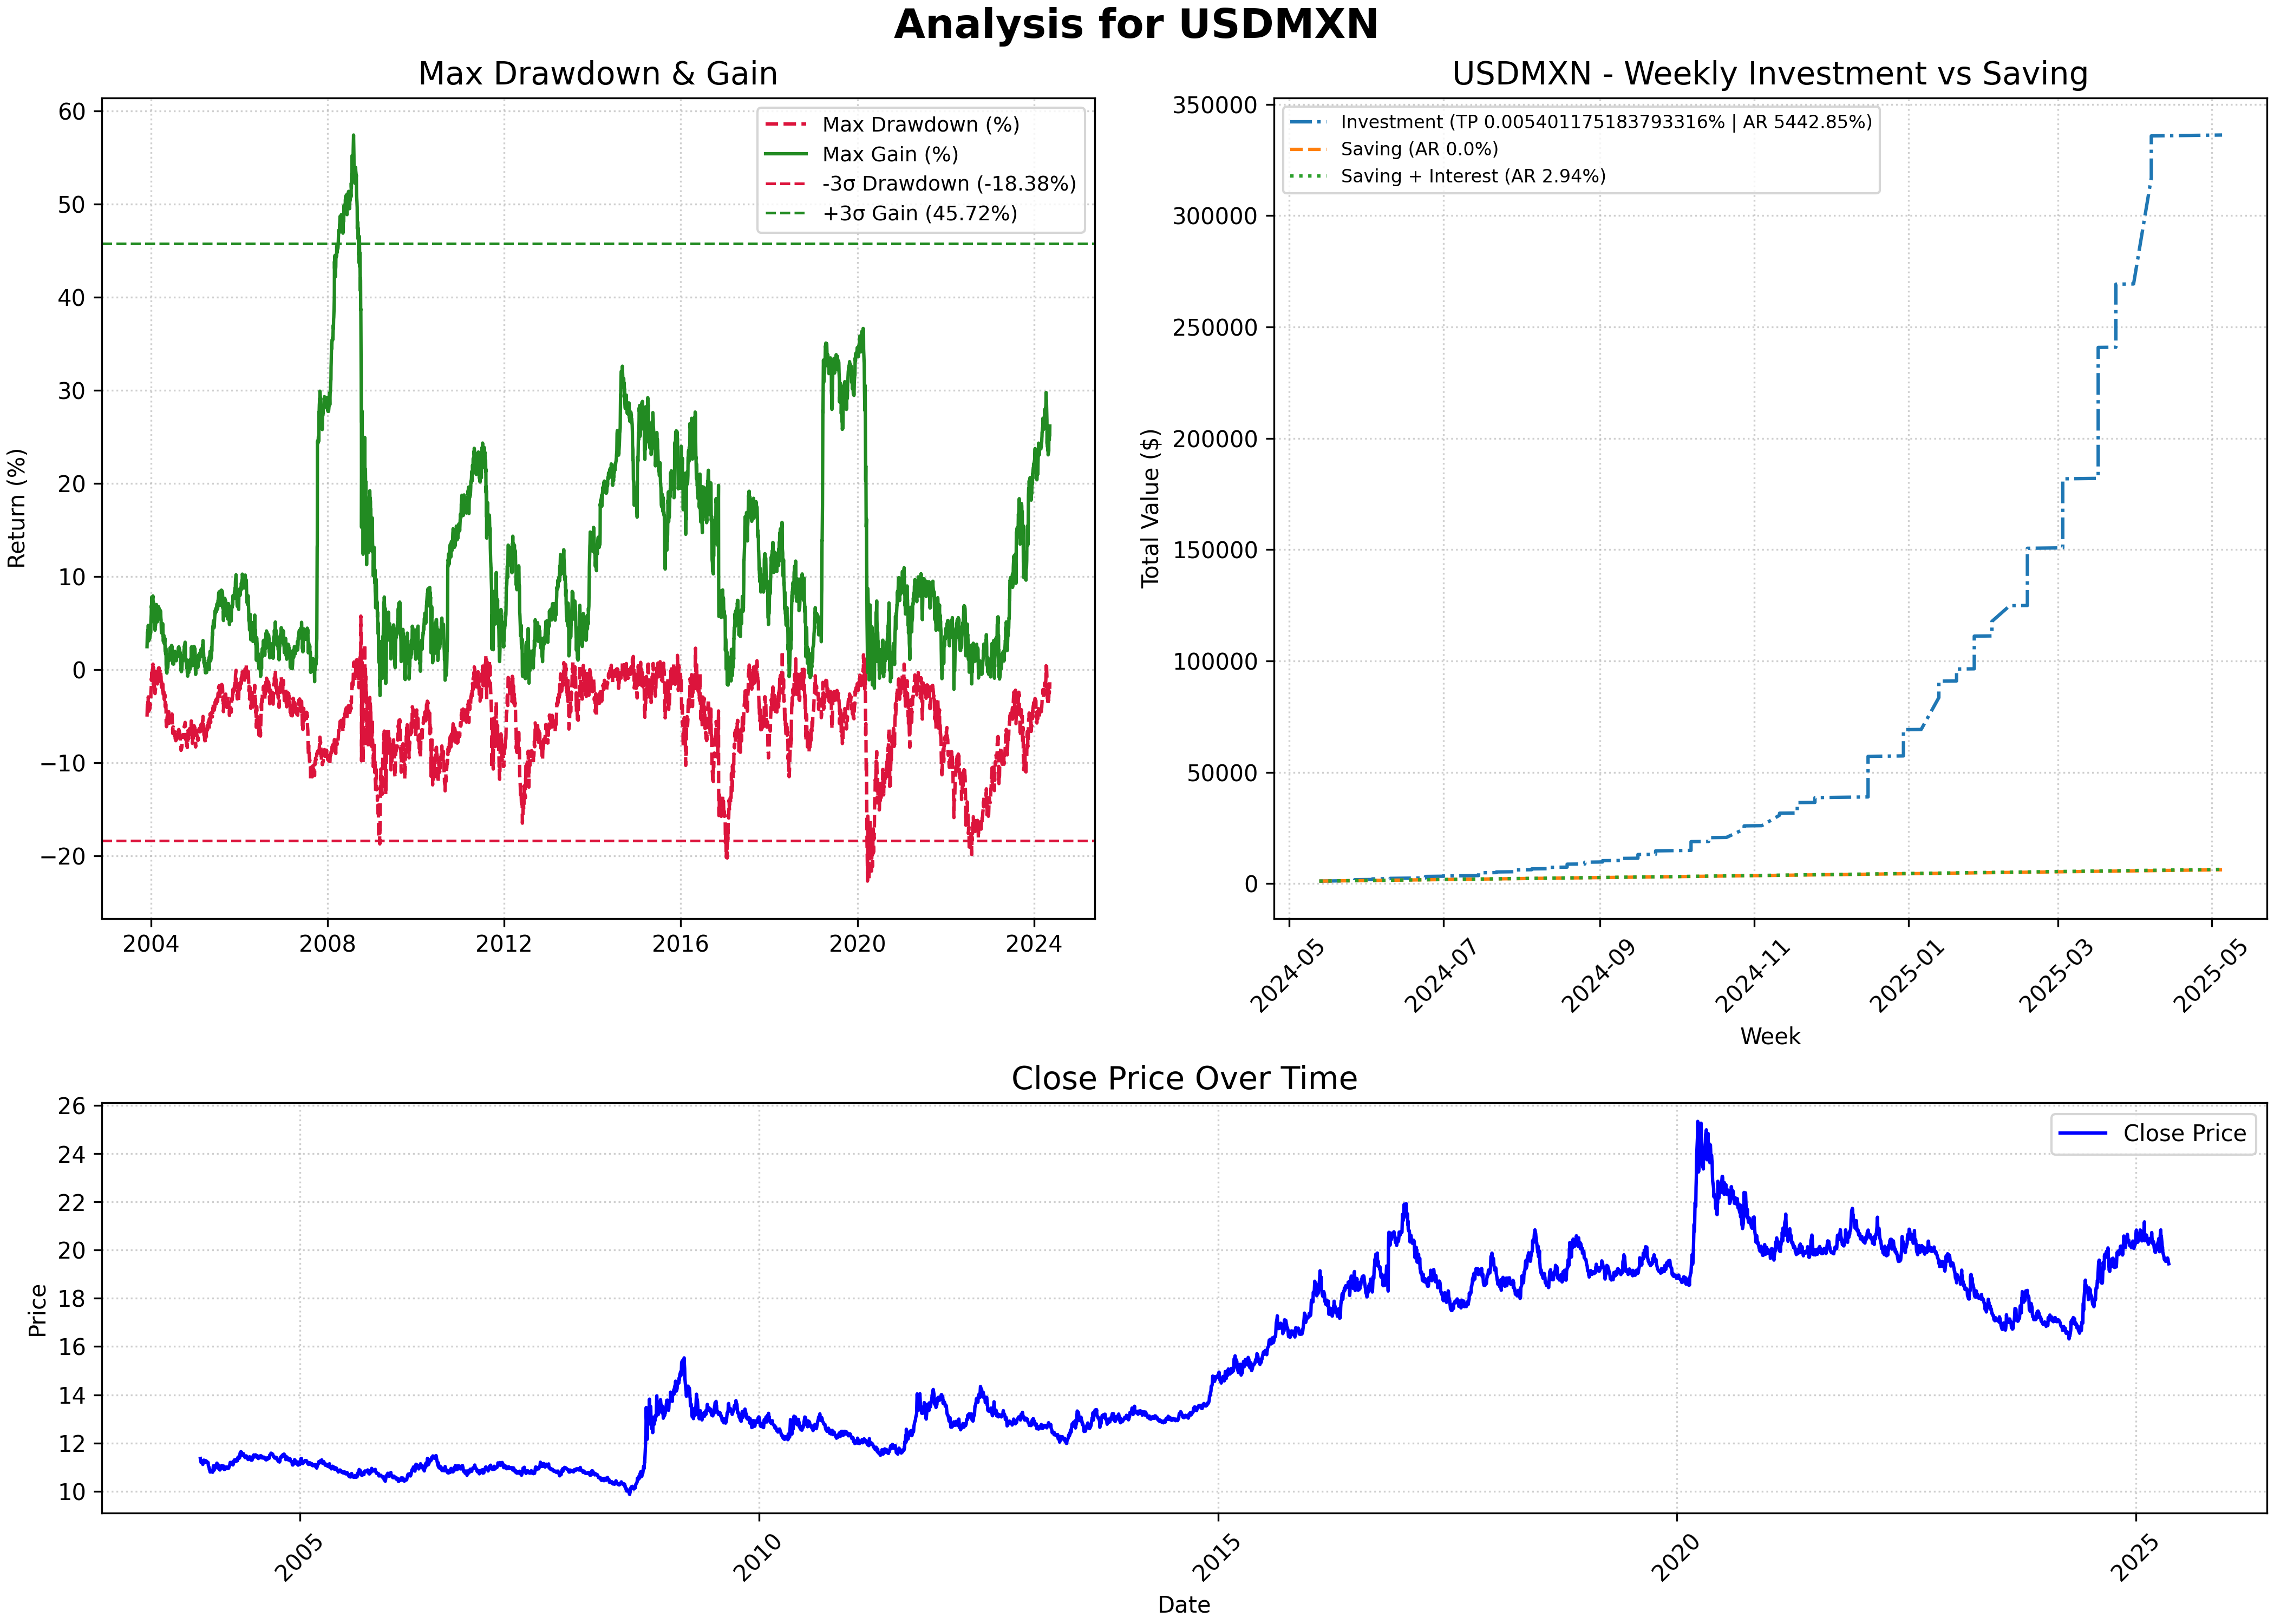 Analysis for USDMXN
Max Drawdown & Gain
Return (%)
60
50
40
30
20
10
0
−10
−20
2004
2008
2012
2016
2020
2024
Max Drawdown (%)
Max Gain (%)
-3σ Drawdown (-18.38%)
+3σ Gain (45.72%)
USDMXN - Weekly Investment vs Saving
Total Value ($)
350000
300000
250000
200000
150000
100000
50000
0
Investment (TP 0.005401175183793316% | AR 5442.85%)
Saving (AR 0.0%)
Saving + Interest (AR 2.94%)
2024-05
2024-07
2024-09
2024-11
2025-01
2025-03
2025-05
Week
Close Price Over Time
Price
26
24
22
20
18
16
14
12
10
Close Price
2005
2010
2015
2020
2025
Date